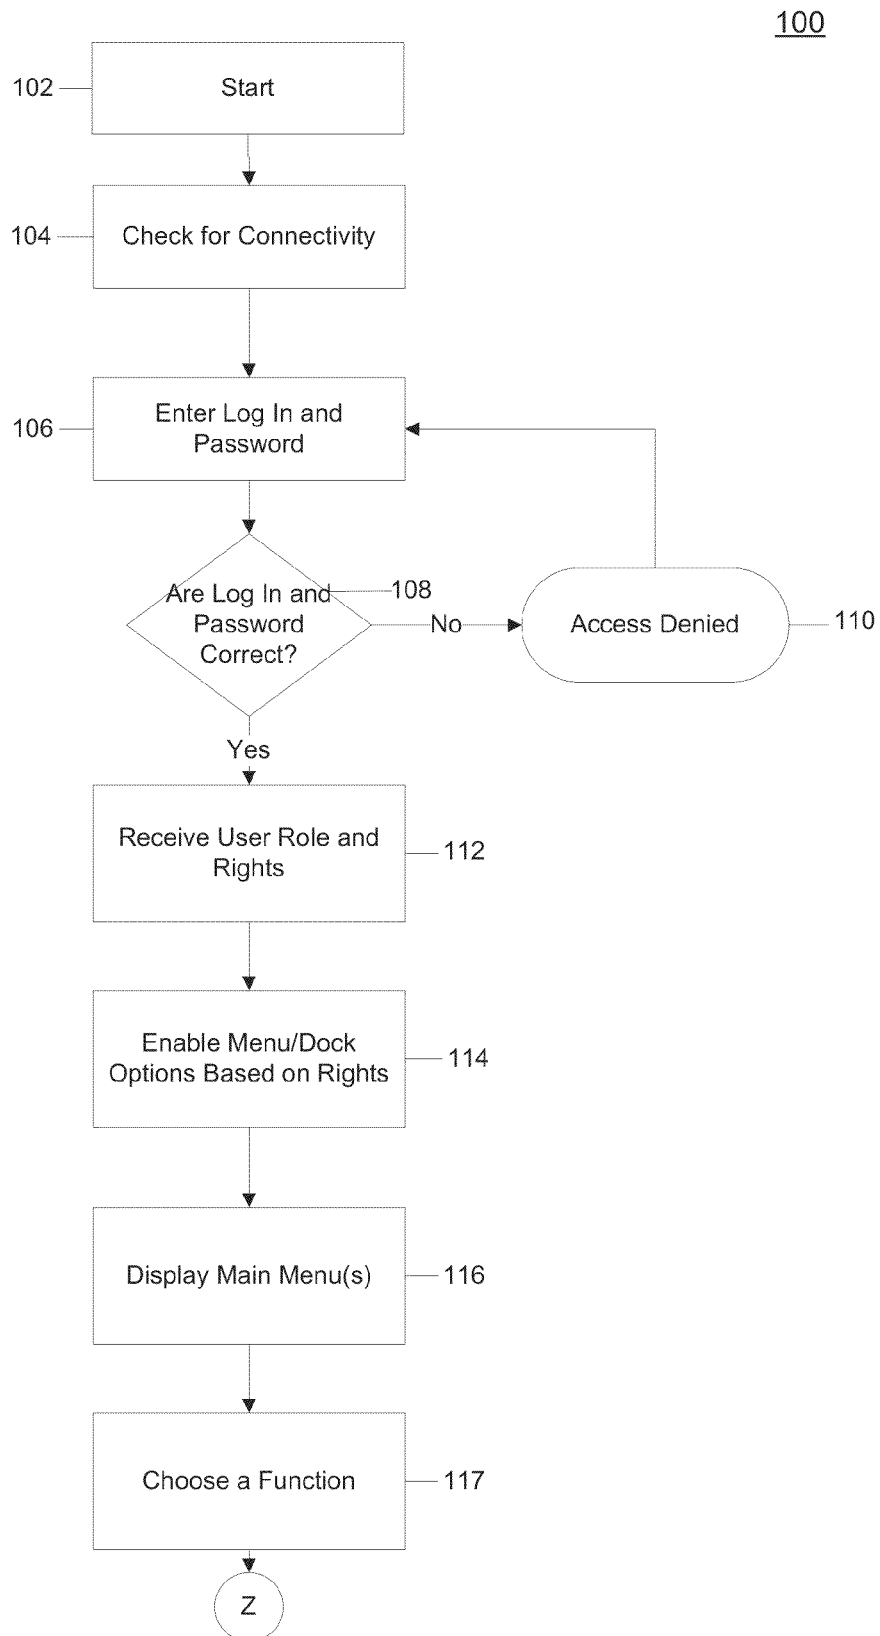 100
102
Start
104
Check for Connectivity
106
Enter Log In and
Password
Are Log In and
Password
Correct?
108
No
Access Denied
110
Yes
Receive User Role and
Rights
112
Enable Menu/Dock
Options Based on Rights
114
Display Main Menu(s)
116
Choose a Function
117
Z